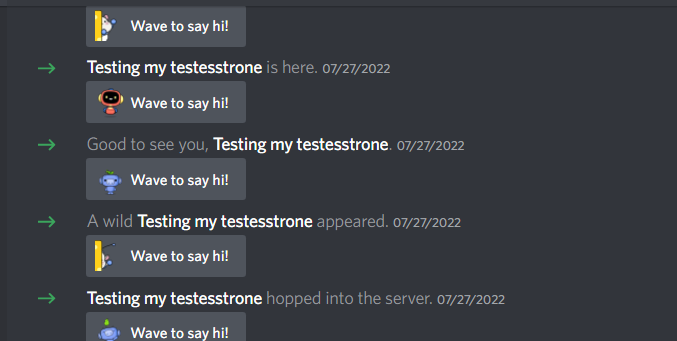 Wave to say hi!
Testing my testesstrone is here. 07/27/2022
Wave to say hi!
Good to see you, Testing my testesstrone. 07/27/2022
Wave to say hi!
A wild Testing my testesstrone appeared. 07/27/2022
Wave to say hi!
Testing my testesstrone hopped into the server. 07/27/2022
Wave to say hi!